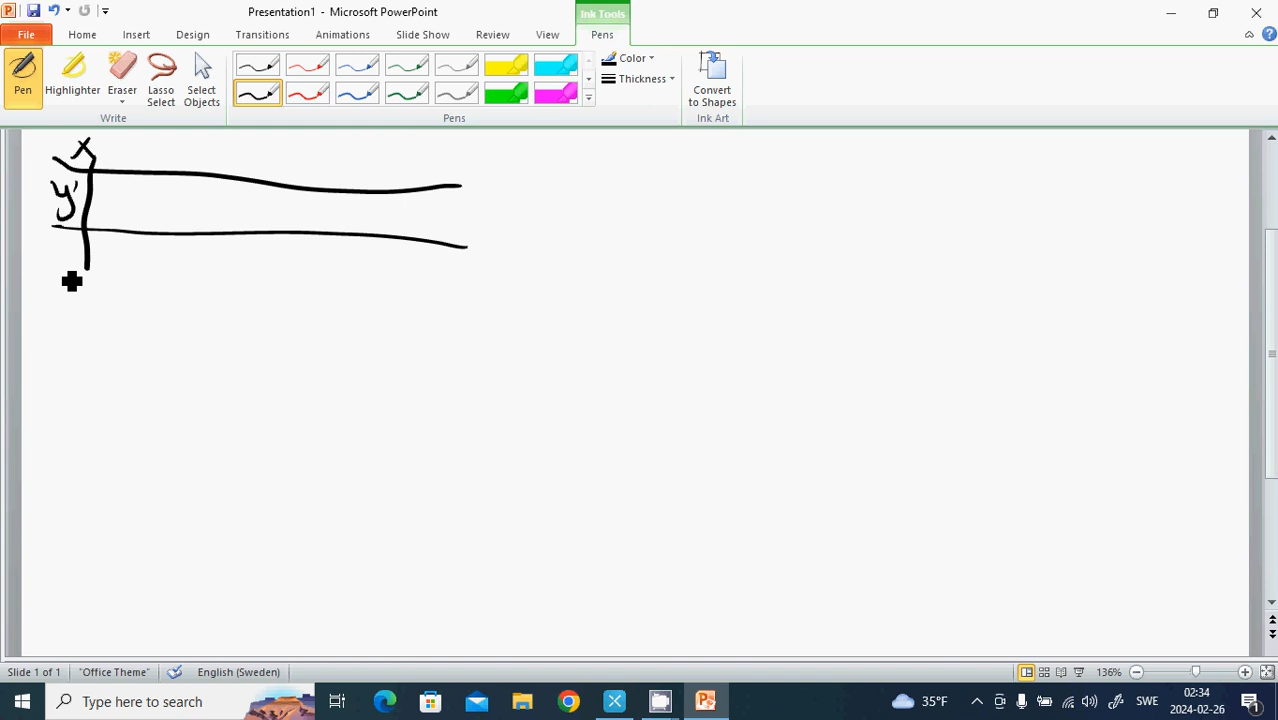 Presentation1 - Microsoft PowerPoint
Ink Tools
File Home Insert Design Transitions Animations Slide Show Review View Pens
Pen Highlighter Eraser Lasso Select Select Objects
Color
Thickness
Convert to Shapes
Write Pens Ink Art
x
y'
Slide 1 of 1 "Office Theme" English (Sweden) 136%
Type here to search 35°F SWE 02:34 2024-02-26 1